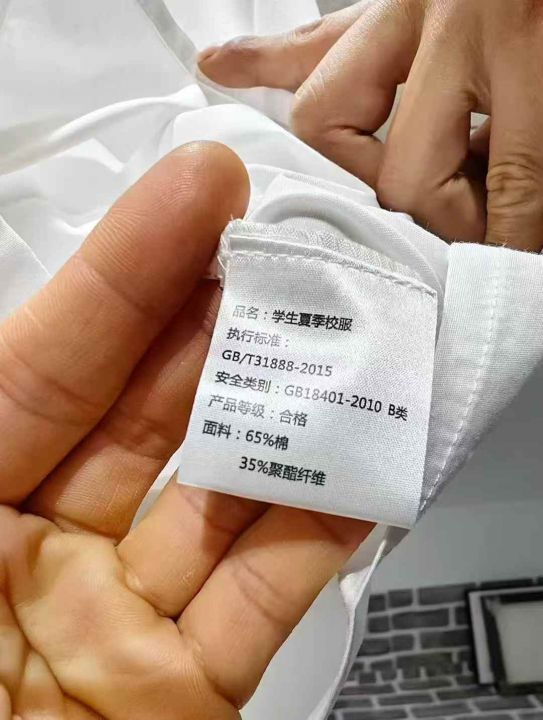 品名：学生夏季校服
执行标准：
GB/T31888-2015
安全类别：GB18401-2010 B类
产品等级：合格
面料：65%棉
35%聚酯纤维